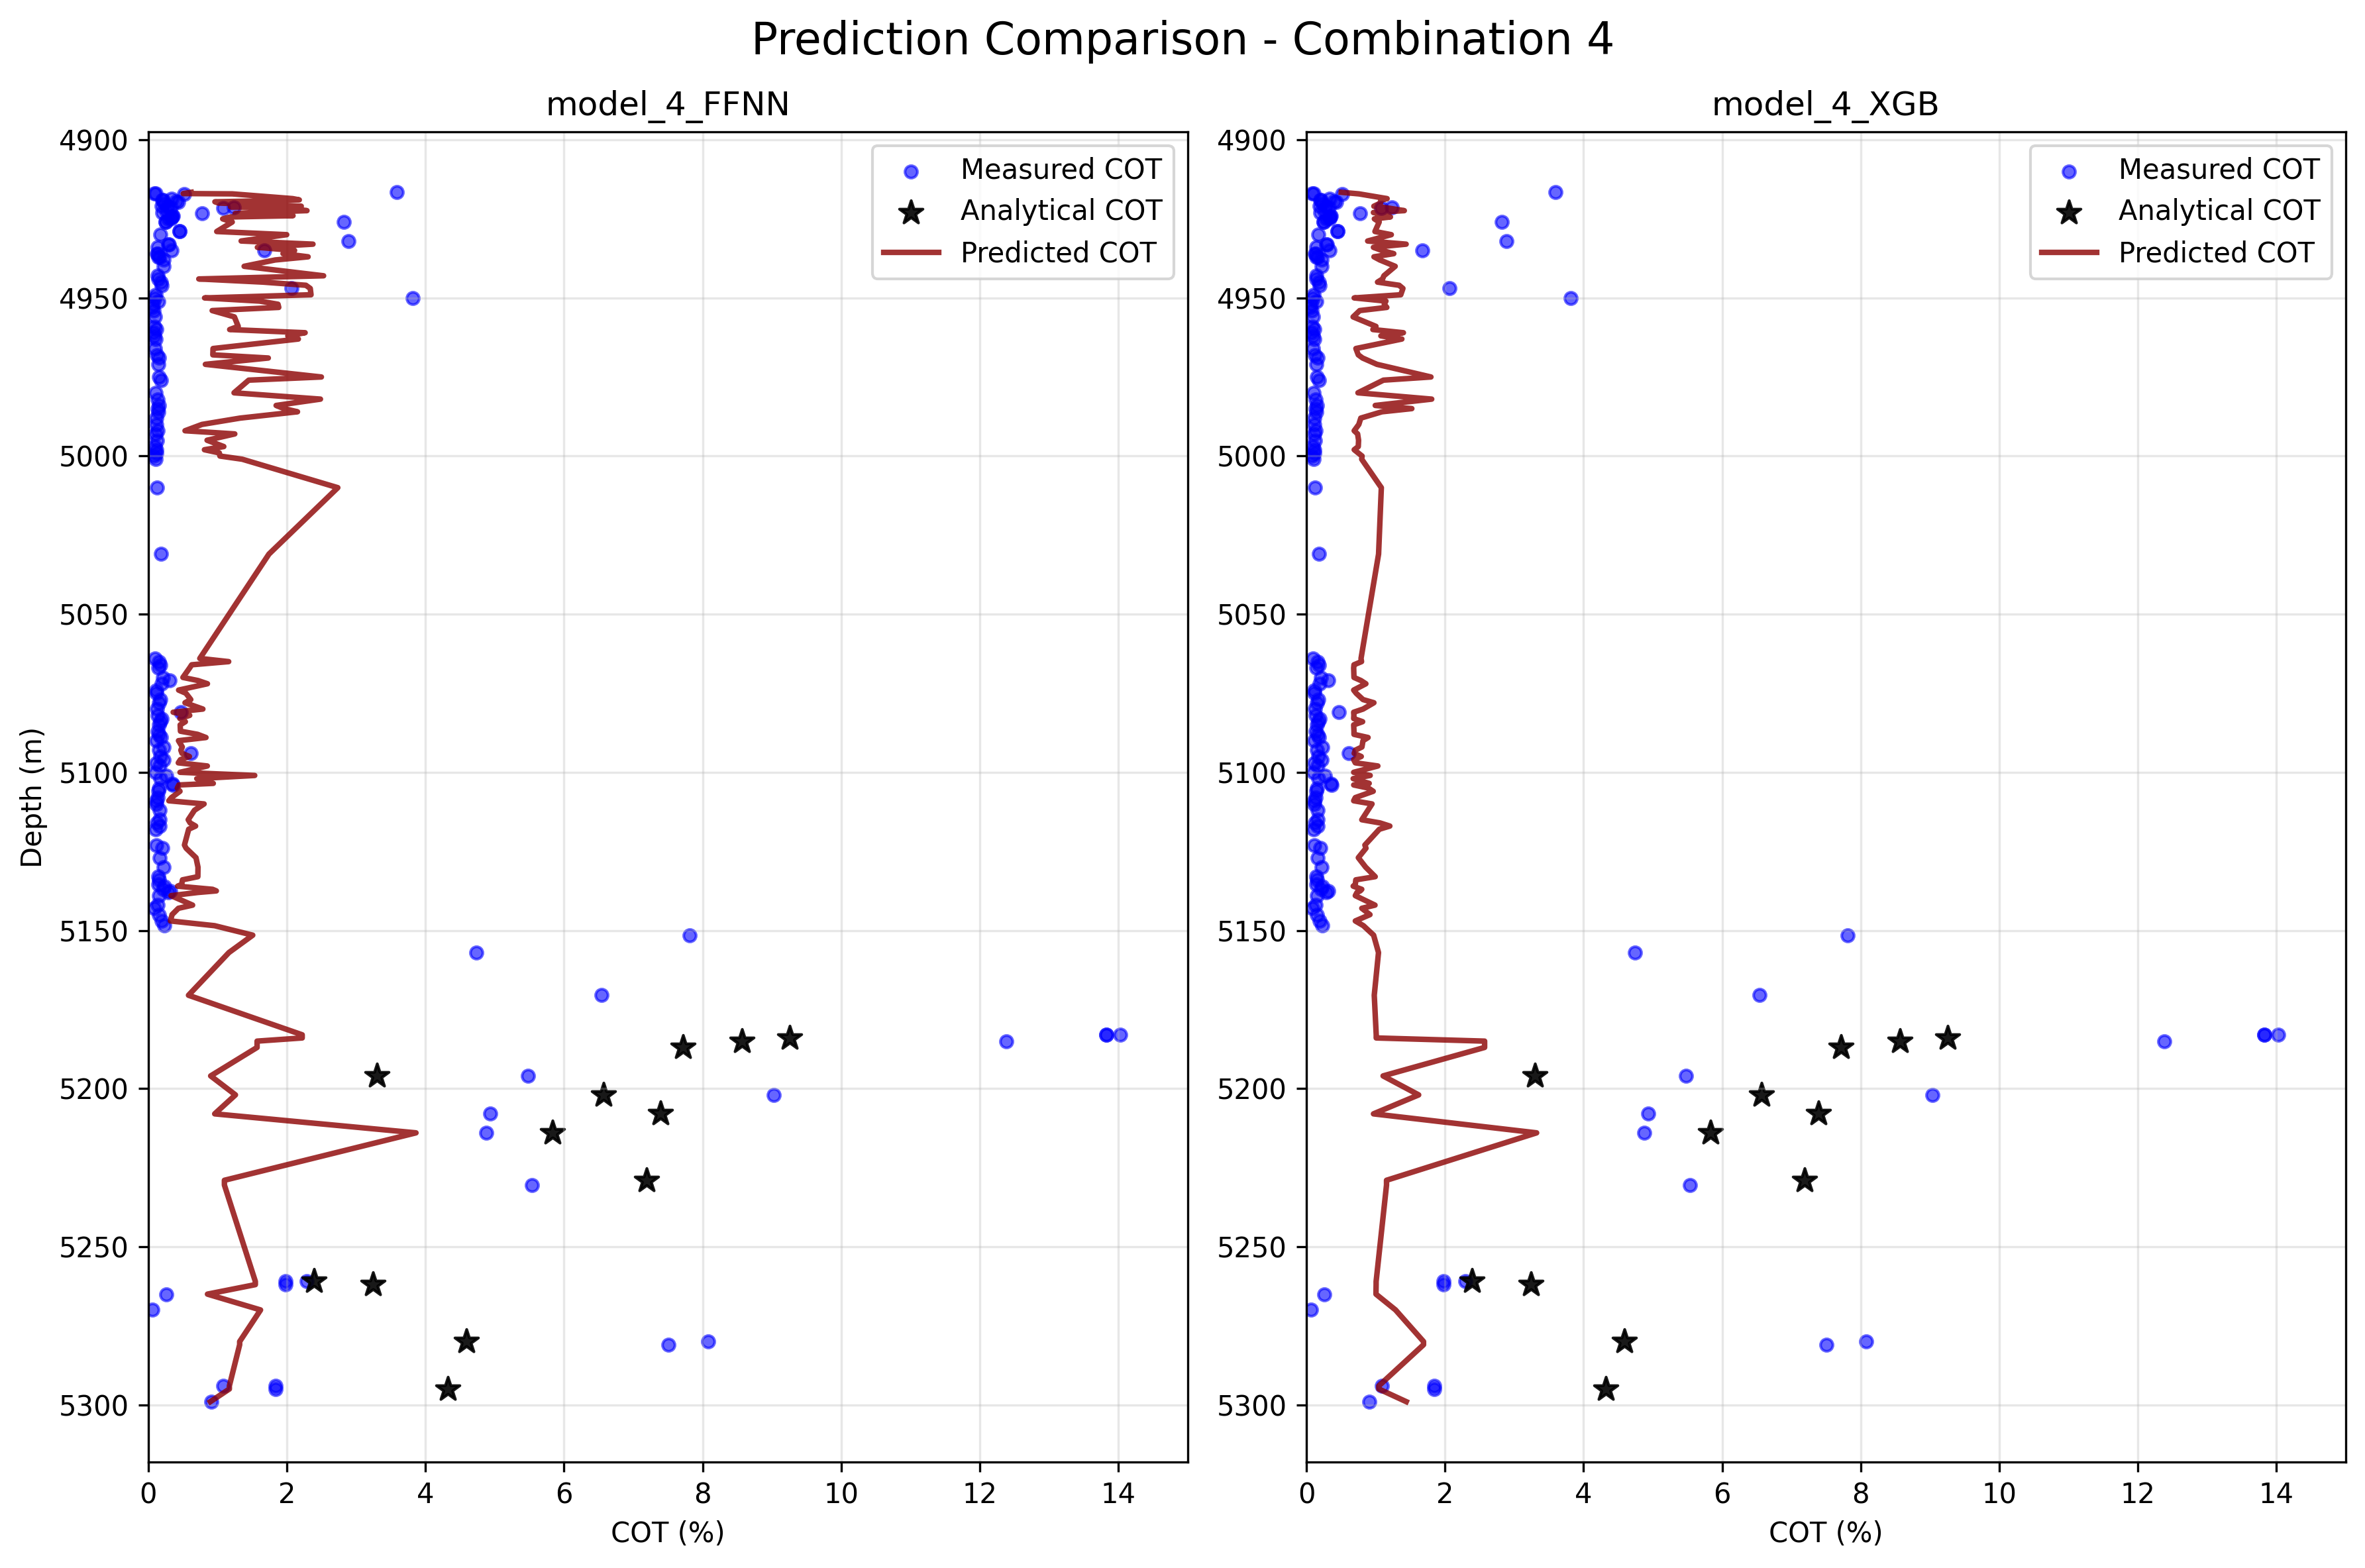 Prediction Comparison - Combination 4
model_4_FFNN
Measured COT
Analytical COT
Predicted COT
4900
4950
5000
5050
5100
5150
5200
5250
5300
Depth (m)
0 2 4 6 8 10 12 14
COT (%)
model_4_XGB
Measured COT
Analytical COT
Predicted COT
4900
4950
5000
5050
5100
5150
5200
5250
5300
0 2 4 6 8 10 12 14
COT (%)